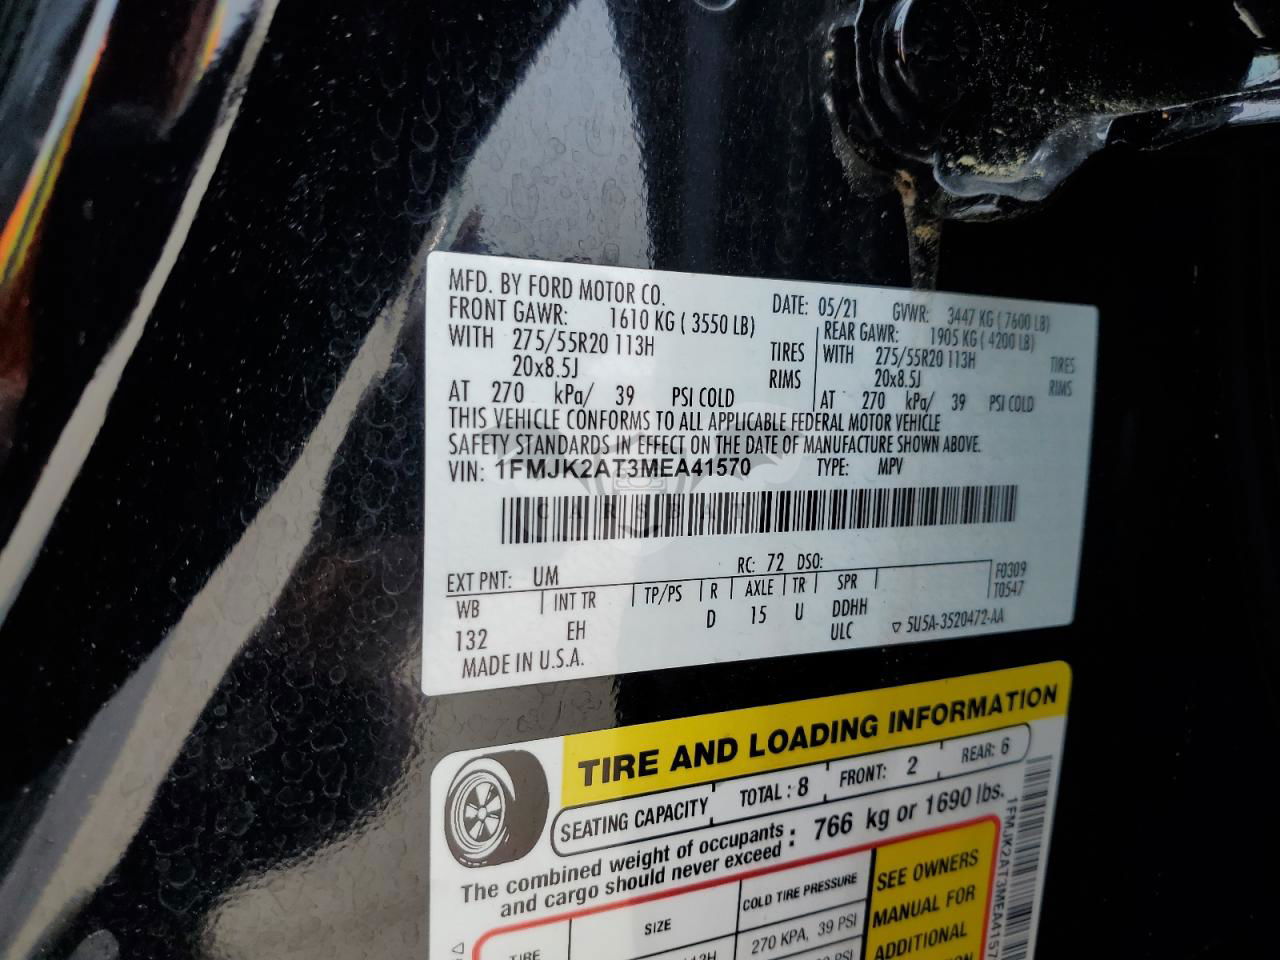 MFD. BY FORD MOTOR CO. DATE: 05/21 GVWR: 3447 KG ( 7600 LB)
FRONT GAWR: 1610 KG ( 3550 LB) REAR GAWR: 1905 KG ( 4200 LB)
WITH 275/55R20 113H TIRES WITH 275/55R20 113H TIRES
20x8.5J RIMS 20x8.5J RIMS
AT 270 kPa/ 39 PSI COLD AT 270 kPa/ 39 PSI COLD
THIS VEHICLE CONFORMS TO ALL APPLICABLE FEDERAL MOTOR VEHICLE
SAFETY STANDARDS IN EFFECT ON THE DATE OF MANUFACTURE SHOWN ABOVE.
VIN: 1FMJK2AT3MEA41570 TYPE: MPV
CARSBAT
EXT PNT: UM RC: 72 DSO: F0309
WB INT TR TP/PS R AXLE TR SPR T0547
132 EH D 15 U DDHH
ULC ▽ 5U5A-3520472-AA
MADE IN U.S.A.
TIRE AND LOADING INFORMATION
SEATING CAPACITY TOTAL : 8 FRONT: 2 REAR: 6
The combined weight of occupants : 766 kg or 1690 lbs.
and cargo should never exceed
TIRE SIZE COLD TIRE PRESSURE
270 KPA, 39 PSI
SEE OWNERS
MANUAL FOR
ADDITIONAL
1FMJK2AT3MEA4157